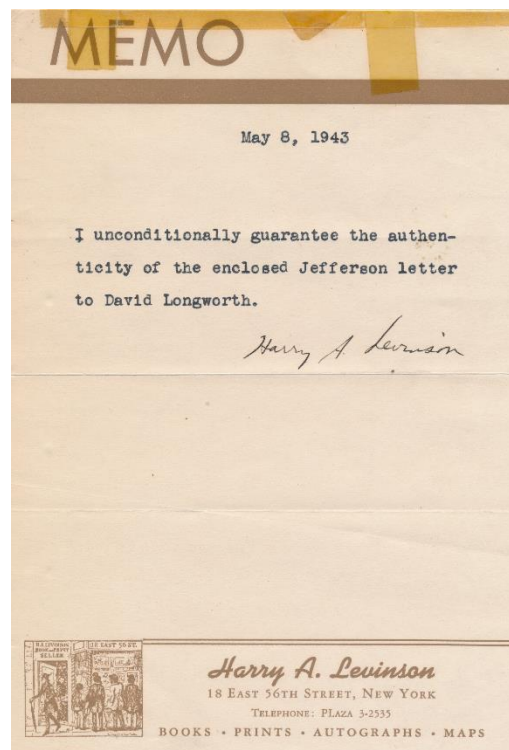 MEMO
May 8, 1943
I unconditionally guarantee the authen-
ticity of the enclosed Jefferson letter
to David Longworth.
Harry A. Levinson
18 EAST 56TH ST.
SELLER
Harry A. Levinson
18 EAST 56TH STREET, NEW YORK
TELEPHONE: PLAZA 3-2535
BOOKS • PRINTS • AUTOGRAPHS • MAPS